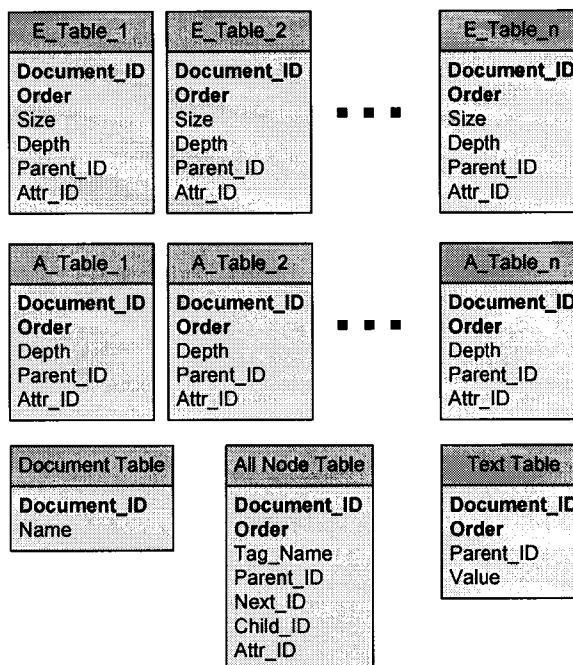 E_Table_1
Document_ID
Order
Size
Depth
Parent_ID
Attr_ID
E_Table_2
Document_ID
Order
Size
Depth
Parent_ID
Attr_ID
E_Table_n
Document_ID
Order
Size
Depth
Parent_ID
Attr_ID
A_Table_1
Document_ID
Order
Depth
Parent_ID
Attr_ID
A_Table_2
Document_ID
Order
Depth
Parent_ID
Attr_ID
A_Table_n
Document_ID
Order
Depth
Parent_ID
Attr_ID
Document Table
Document_ID
Name
All Node Table
Document_ID
Order
Tag_Name
Parent_ID
Next_ID
Child_ID
Attr_ID
Text Table
Document_ID
Order
Parent_ID
Value